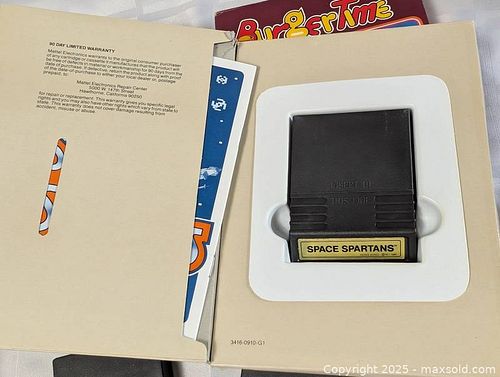 BurgerTime
90 DAY LIMITED WARRANTY
Mattel Electronics warrants to the original consumer purchaser
of any cartridge or cassette it manufactures that the product will
be free of defects in material or workmanship for 90 days from the
date of purchase. If defective, return the product along with proof
of the date of purchase to either your local dealer or, postage
prepaid, to:
Mattel Electronics Repair Center
5000 W. 147th Street
Hawthorne, California 90250
for repair or replacement. This warranty gives you specific legal
rights and you may also have other rights which vary from state to
state. This warranty does not cover damage resulting from
accident, misuse or abuse.
INSERT IN
THIS END
SPACE SPARTANS™
3416-0910-G1
Copyright © 2025 - maxsold.com